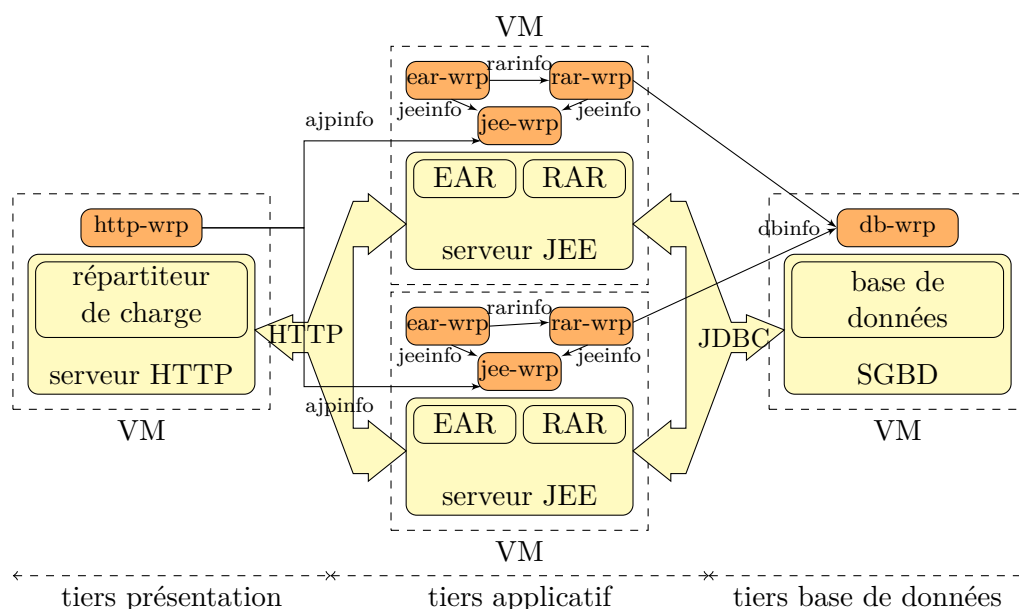 VM
rarinfo
ear-wrp
rar-wrp
jeeinfo
jeeinfo
jee-wrp
ajpinfo
EAR
RAR
serveur JEE
http-wrp
répartiteur
de charge
serveur HTTP
VM
HTTP
dbinfo
db-wrp
base de
données
SGBD
VM
JDBC
rarinfo
ear-wrp
rar-wrp
jeeinfo
jeeinfo
jee-wrp
ajpinfo
EAR
RAR
serveur JEE
VM
tiers présentation
tiers applicatif
tiers base de données